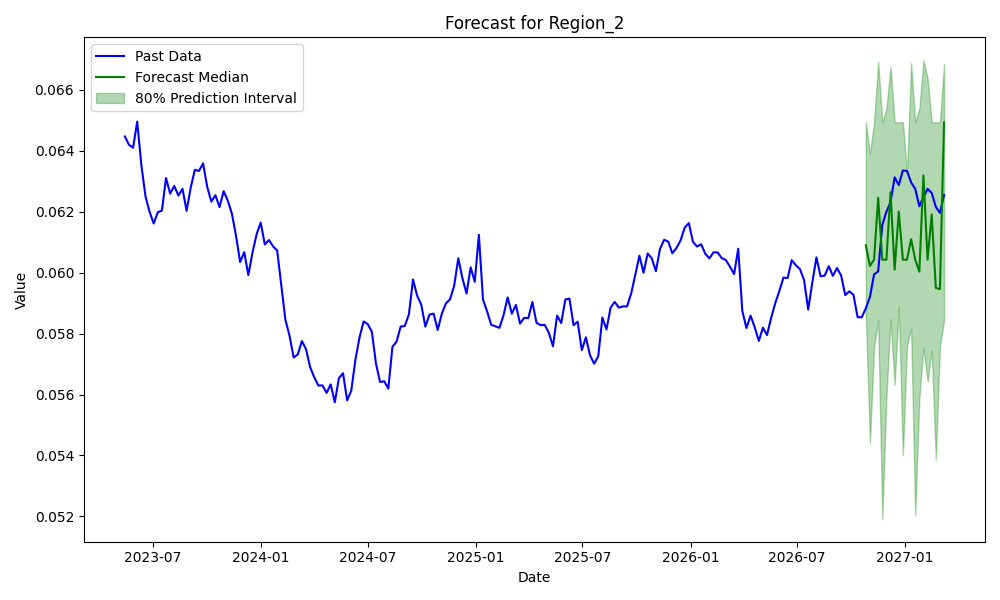 Forecast for Region_2
Past Data
Forecast Median
80% Prediction Interval
Value
0.066
0.064
0.062
0.060
0.058
0.056
0.054
0.052
2023-07
2024-01
2024-07
2025-01
2025-07
2026-01
2026-07
2027-01
Date